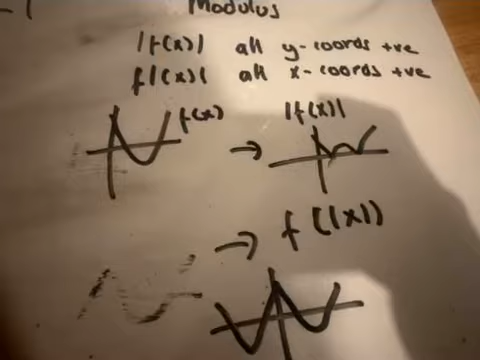 Modulus
|f(x)| all y-coords +ve
f|(x)| all x-coords +ve
f(x) → |f(x)|
→ f(|x|)